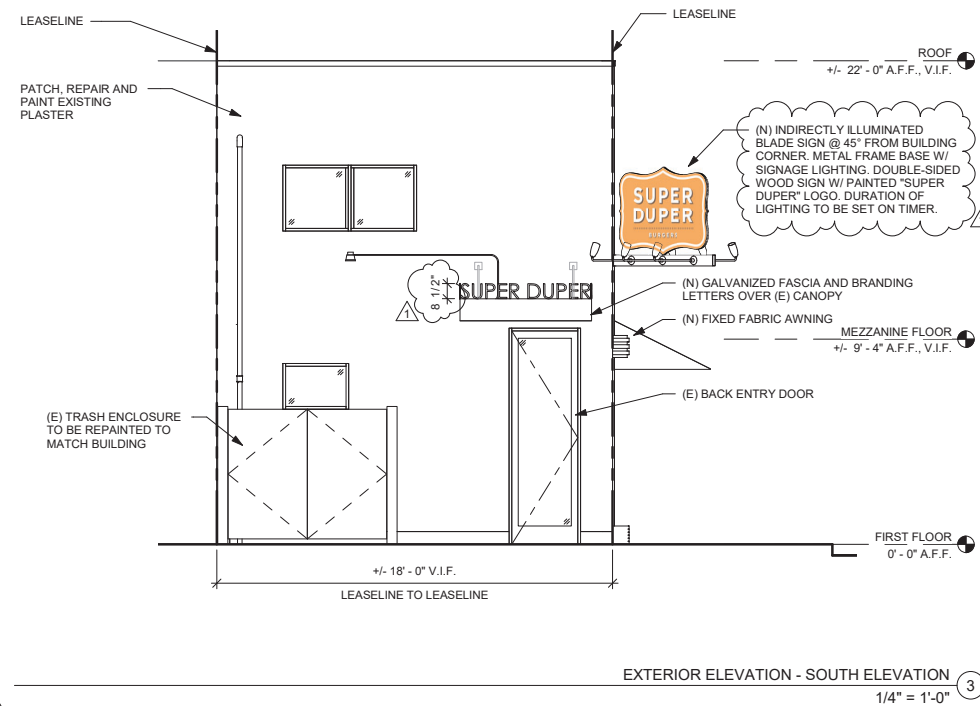 LEASELINE
LEASELINE
ROOF
+/- 22' - 0" A.F.F., V.I.F.
PATCH, REPAIR AND
PAINT EXISTING
PLASTER
(N) INDIRECTLY ILLUMINATED
BLADE SIGN @ 45° FROM BUILDING
CORNER. METAL FRAME BASE W/
SIGNAGE LIGHTING. DOUBLE-SIDED
WOOD SIGN W/ PAINTED "SUPER
DUPER" LOGO. DURATION OF
LIGHTING TO BE SET ON TIMER.
SUPER
DUPER
BURGERS
8 1/2"
1
SUPER DUPER
(N) GALVANIZED FASCIA AND BRANDING
LETTERS OVER (E) CANOPY
(N) FIXED FABRIC AWNING
MEZZANINE FLOOR
+/- 9' - 4" A.F.F., V.I.F.
(E) BACK ENTRY DOOR
(E) TRASH ENCLOSURE
TO BE REPAINTED TO
MATCH BUILDING
FIRST FLOOR
0' - 0" A.F.F.
+/- 18' - 0" V.I.F.
LEASELINE TO LEASELINE
EXTERIOR ELEVATION - SOUTH ELEVATION
3
1/4" = 1'-0"